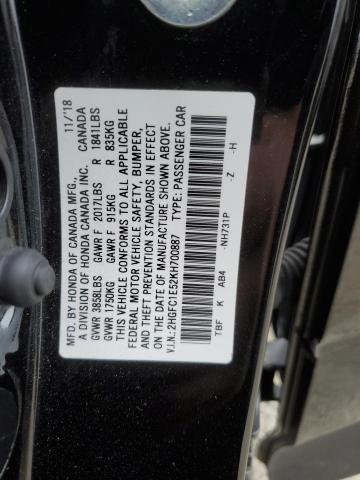 MFD. BY HONDA OF CANADA MFG., 11/'18
A DIVISION OF HONDA CANADA INC. CANADA
GVWR 3858LBS GAWR F 2017LBS R 1841LBS
GVWR 1750KG GAWR F 915KG R 835KG
THIS VEHICLE CONFORMS TO ALL APPLICABLE
FEDERAL MOTOR VEHICLE SAFETY, BUMPER,
AND THEFT PREVENTION STANDARDS IN EFFECT
ON THE DATE OF MANUFACTURE SHOWN ABOVE.
V.I.N.: 2HGFC1E52KH700887 TYPE: PASSENGER CAR
TBF K AB4 -NH731P -Z -H